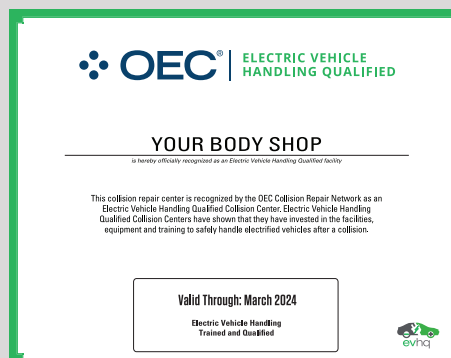 OEC®
ELECTRIC VEHICLE
HANDLING QUALIFIED
YOUR BODY SHOP
is hereby officially recognized as an Electric Vehicle Handling Qualified facility
This collision repair center is recognized by the OEC Collision Repair Network as an
Electric Vehicle Handling Qualified Collision Center. Electric Vehicle Handling
Qualified Collision Centers have shown that they have invested in the facilities,
equipment and training to safely handle electrified vehicles after a collision.
Valid Through: March 2024
Electric Vehicle Handling
Trained and Qualified
evhq